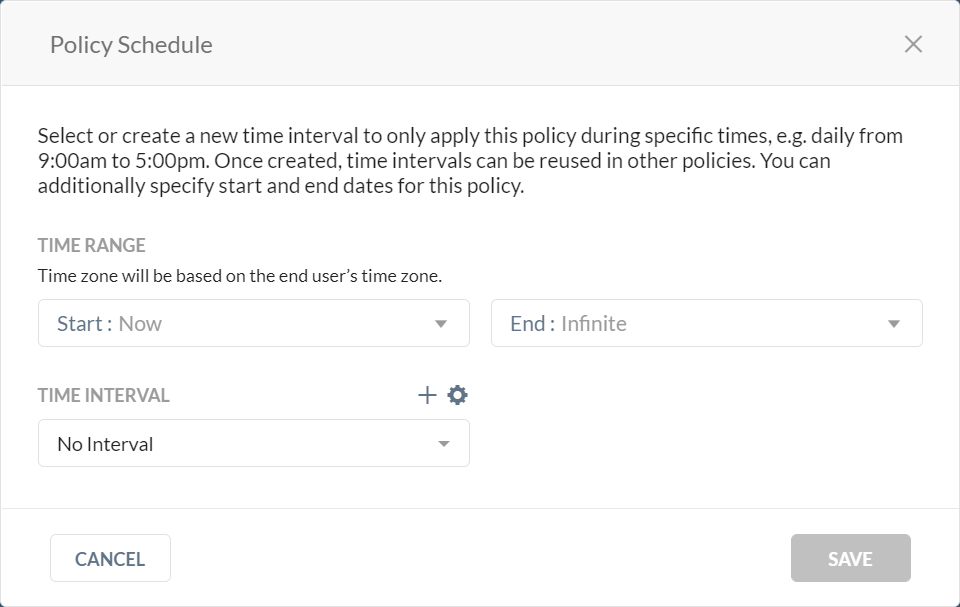 Policy Schedule
Select or create a new time interval to only apply this policy during specific times, e.g. daily from
9:00am to 5:00pm. Once created, time intervals can be reused in other policies. You can
additionally specify start and end dates for this policy.
TIME RANGE
Time zone will be based on the end user’s time zone.
Start : Now
End : Infinite
TIME INTERVAL
No Interval
CANCEL
SAVE